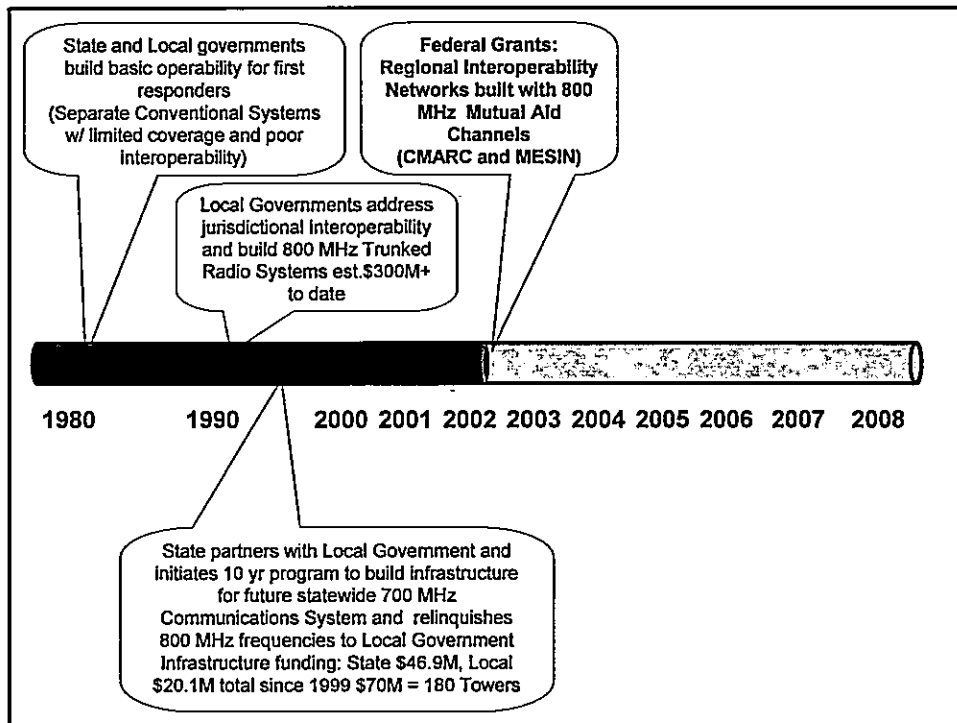 State and Local governments
build basic operability for first
responders
(Separate Conventional Systems
w/ limited coverage and poor
interoperability)
Federal Grants:
Regional Interoperability
Networks built with 800
MHz Mutual Aid
Channels
(CMARC and MESIN)
Local Governments address
jurisdictional Interoperability
and build 800 MHz Trunked
Radio Systems est.$300M+
to date
1980 1990 2000 2001 2002 2003 2004 2005 2006 2007 2008
State partners with Local Government and
initiates 10 yr program to build infrastructure
for future statewide 700 MHz
Communications System and relinquishes
800 MHz frequencies to Local Government
Infrastructure funding: State $46.9M, Local
$20.1M total since 1999 $70M = 180 Towers